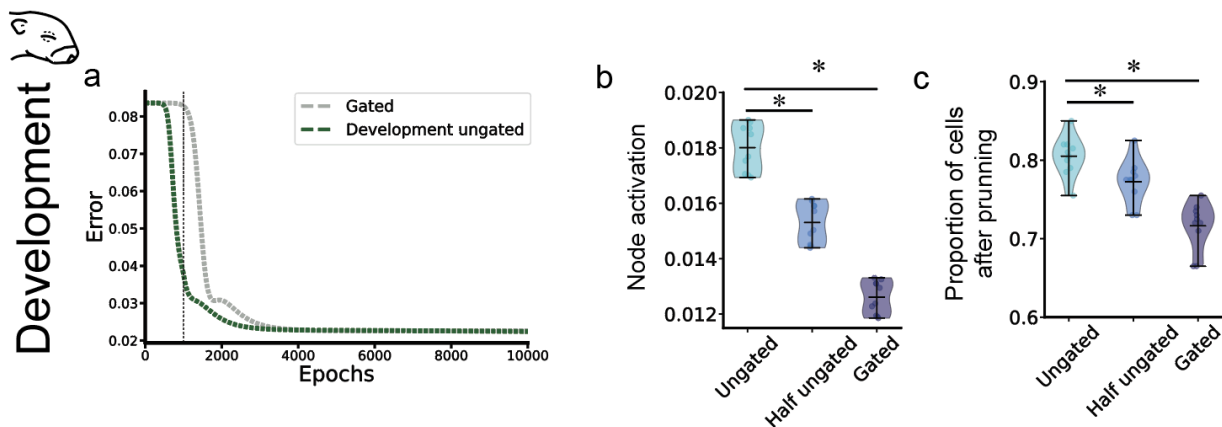 Development
a
0.08
0.07
0.06
0.05
0.04
0.03
0.02
Error
0
2000
4000
6000
8000
10000
Epochs
Gated
Development ungated
b
*
*
0.020
0.018
0.016
0.014
0.012
Node activation
Ungated
Half ungated
Gated
c
*
*
0.9
0.8
0.7
0.6
Proportion of cells
after prunning
Ungated
Half ungated
Gated